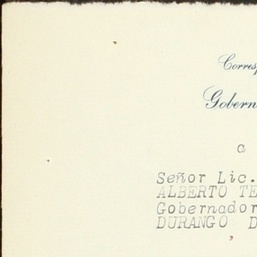 Corresp
Gobern
C
Señor Lic.
ALBERTO TE
Gobernador
DURANGO D